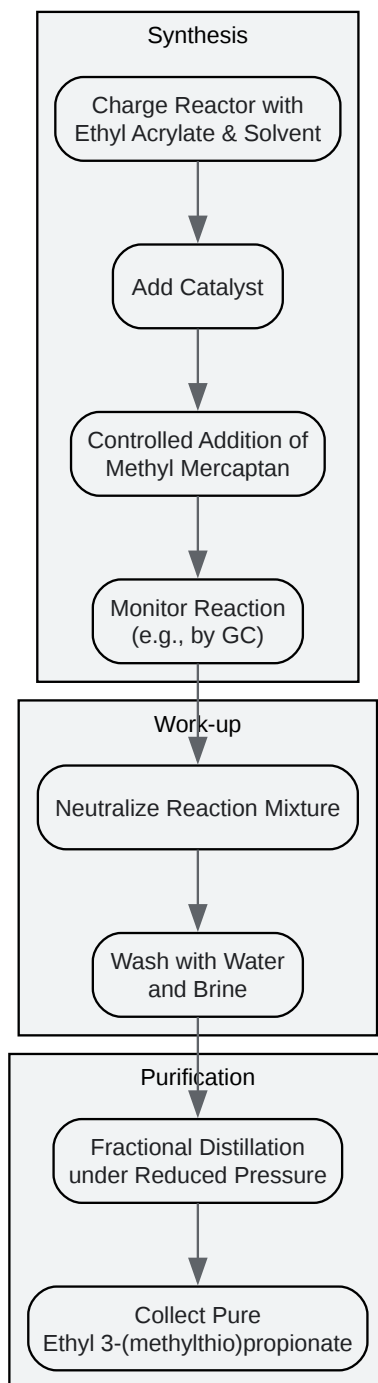 Synthesis
Charge Reactor with
Ethyl Acrylate & Solvent
Add Catalyst
Controlled Addition of
Methyl Mercaptan
Monitor Reaction
(e.g., by GC)
Work-up
Neutralize Reaction Mixture
Wash with Water
and Brine
Purification
Fractional Distillation
under Reduced Pressure
Collect Pure
Ethyl 3-(methylthio)propionate